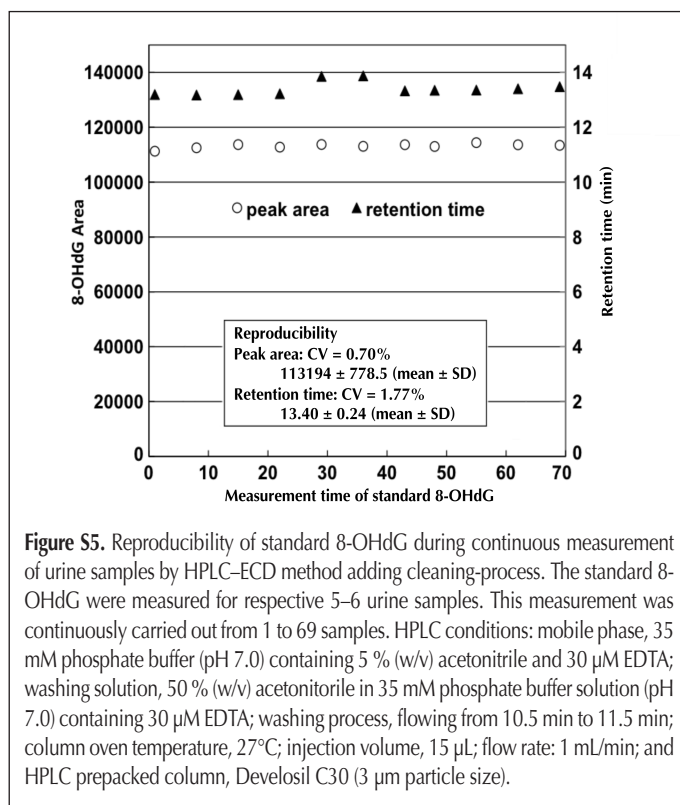 140000
120000
100000
80000
60000
40000
20000
0
8-OHdG Area
14
12
10
8
6
4
2
0
Retention time (min)
peak area retention time
Reproducibility
Peak area: CV = 0.70%
113194 ± 778.5 (mean ± SD)
Retention time: CV = 1.77%
13.40 ± 0.24 (mean ± SD)
0 10 20 30 40 50 60 70
Measurement time of standard 8-OHdG
Figure S5. Reproducibility of standard 8-OHdG during continuous measurement
of urine samples by HPLC–ECD method adding cleaning-process. The standard 8-
OHdG were measured for respective 5–6 urine samples. This measurement was
continuously carried out from 1 to 69 samples. HPLC conditions: mobile phase, 35
mM phosphate buffer (pH 7.0) containing 5 % (w/v) acetonitrile and 30 µM EDTA;
washing solution, 50 % (w/v) acetonitorile in 35 mM phosphate buffer solution (pH
7.0) containing 30 µM EDTA; washing process, flowing from 10.5 min to 11.5 min;
column oven temperature, 27°C; injection volume, 15 µL; flow rate: 1 mL/min; and
HPLC prepacked column, Develosil C30 (3 µm particle size).